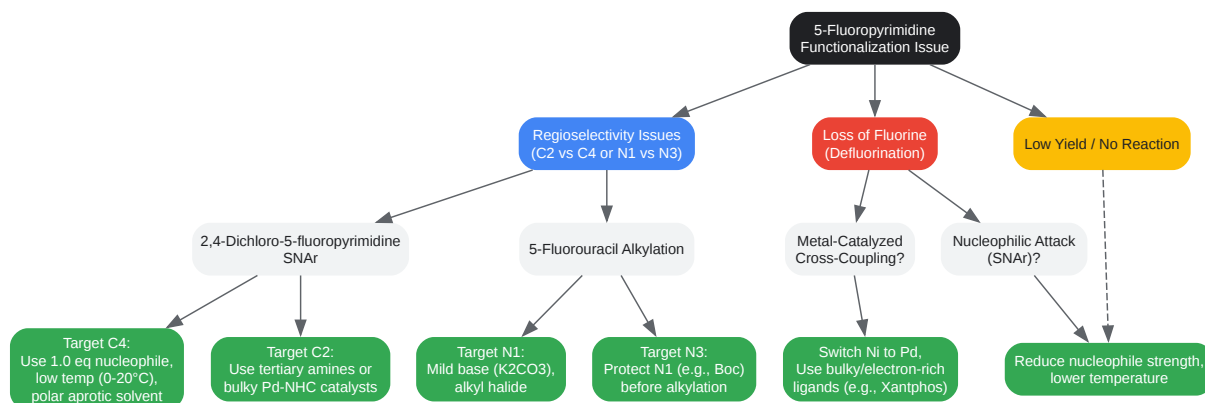 5-Fluoropyrimidine
Functionalization Issue
Regioselectivity Issues
(C2 vs C4 or N1 vs N3)
Loss of Fluorine
(Defluorination)
Low Yield / No Reaction
2,4-Dichloro-5-fluoropyrimidine
SNAr
5-Fluorouracil Alkylation
Metal-Catalyzed
Cross-Coupling?
Nucleophilic Attack
(SNAr)?
Target C4:
Use 1.0 eq nucleophile,
low temp (0-20°C),
polar aprotic solvent
Target C2:
Use tertiary amines or
bulky Pd-NHC catalysts
Target N1:
Mild base (K2CO3),
alkyl halide
Target N3:
Protect N1 (e.g., Boc)
before alkylation
Switch Ni to Pd,
Use bulky/electron-rich
ligands (e.g., Xantphos)
Reduce nucleophile strength,
lower temperature